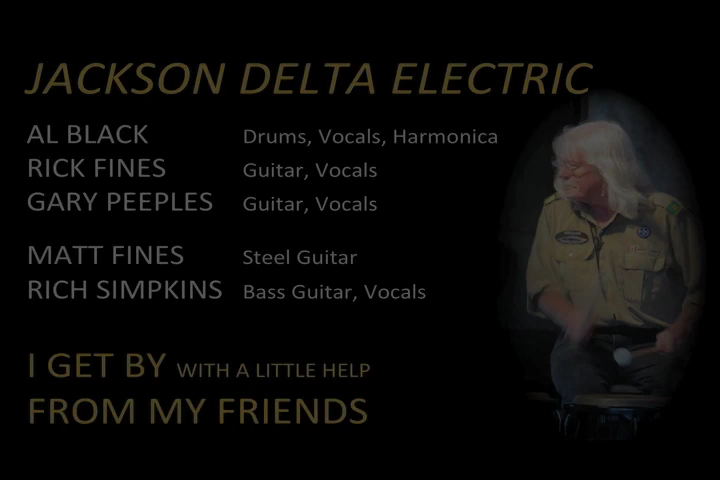 JACKSON DELTA ELECTRIC
AL BLACK Drums, Vocals, Harmonica
RICK FINES Guitar, Vocals
GARY PEEPLES Guitar, Vocals
MATT FINES Steel Guitar
RICH SIMPKINS Bass Guitar, Vocals
I GET BY WITH A LITTLE HELP
FROM MY FRIENDS